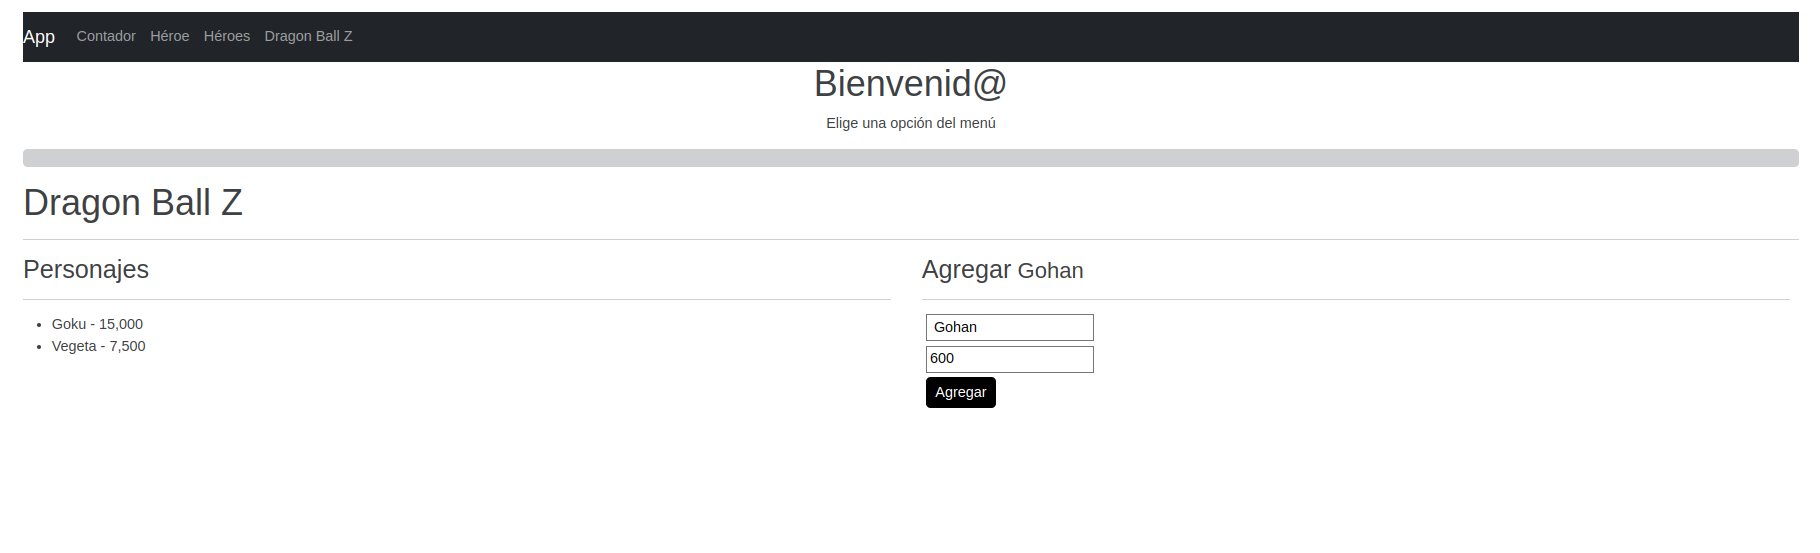 App Contador Héroe Héroes Dragon Ball Z
Bienvenid@
Elige una opción del menú
Dragon Ball Z
Personajes
Goku - 15,000
Vegeta - 7,500
Agregar Gohan
Gohan
600
Agregar